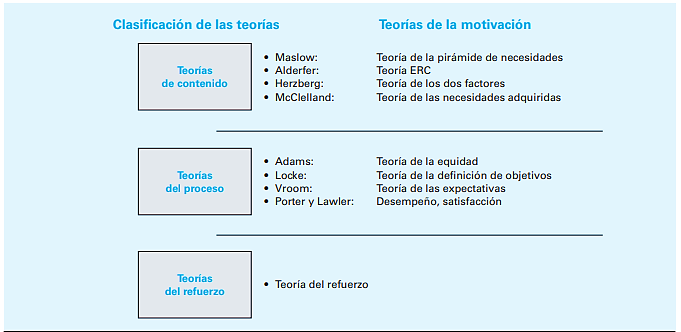 Clasificación de las teorías Teorías de la motivación
Teorías
de contenido
• Maslow: Teoría de la pirámide de necesidades
• Alderfer: Teoría ERC
• Herzberg: Teoría de los dos factores
• McClelland: Teoría de las necesidades adquiridas
Teorías
del proceso
• Adams: Teoría de la equidad
• Locke: Teoría de la definición de objetivos
• Vroom: Teoría de las expectativas
• Porter y Lawler: Desempeño, satisfacción
Teorías
del refuerzo
• Teoría del refuerzo